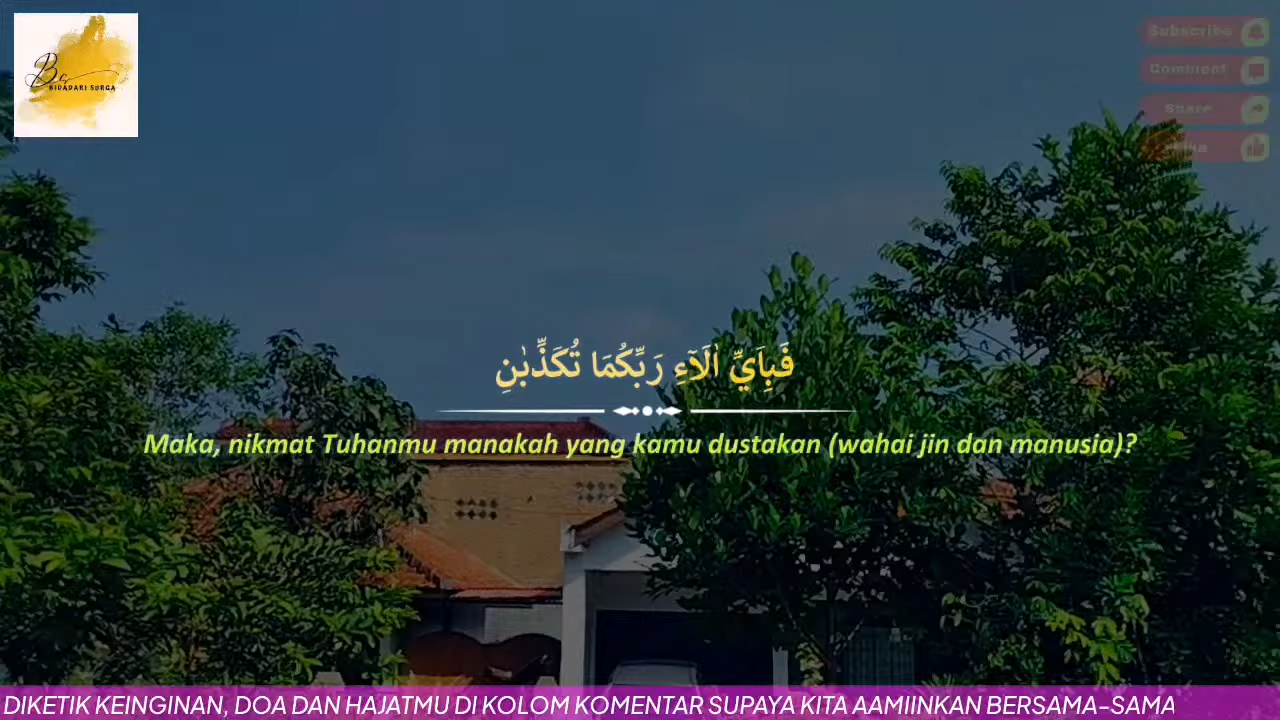 Bs
BIDADARI SURGA
Subscribe
Comment
Share
فَبِاَيِّ اٰلَاۤءِ رَبِّكُمَا تُكَذِّبٰنِ
Maka, nikmat Tuhanmu manakah yang kamu dustakan (wahai jin dan manusia)?
DIKETIK KEINGINAN, DOA DAN HAJATMU DI KOLOM KOMENTAR SUPAYA KITA AAMIINKAN BERSAMA-SAMA